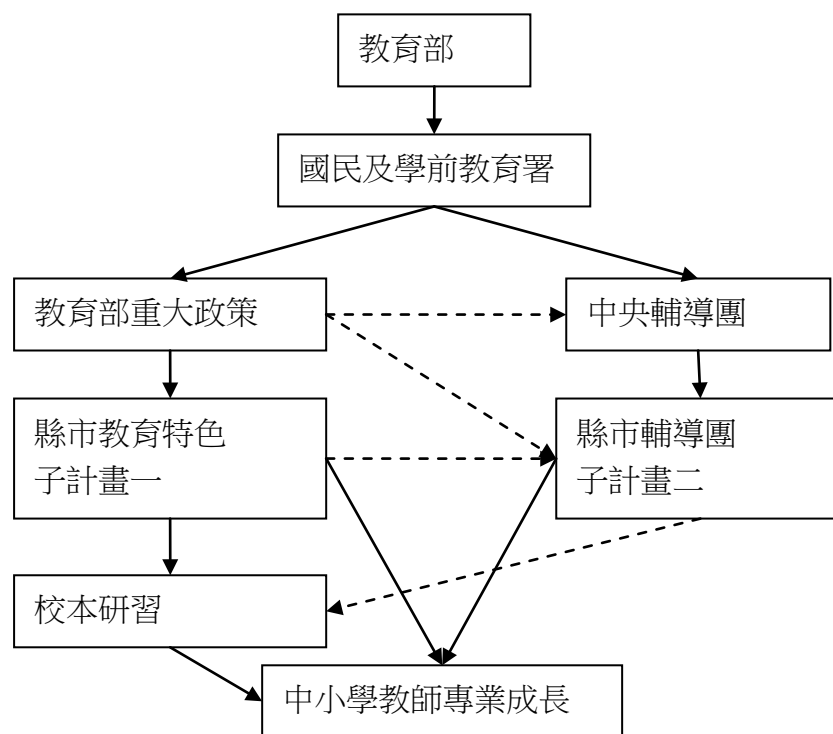 教育部
國民及學前教育署
教育部重大政策
中央輔導團
縣市教育特色
子計畫一
縣市輔導團
子計畫二
校本研習
中小學教師專業成長